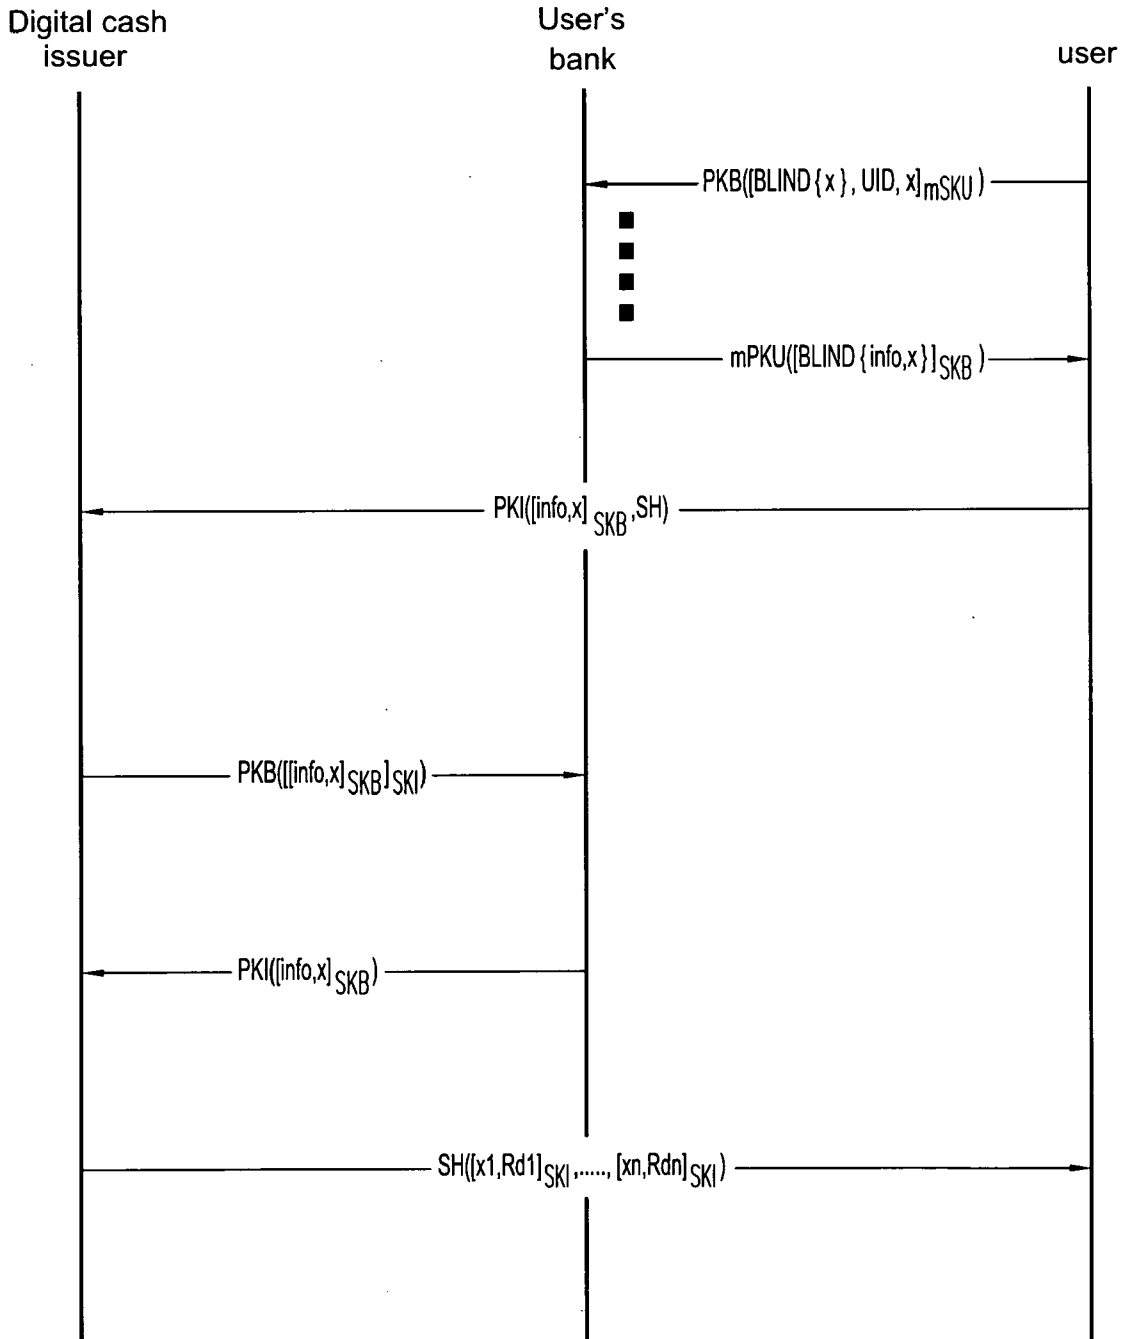 Digital cash
issuer
User's
bank
user
PKB([BLIND{x}, UID, x]mSKU)
mPKU([BLIND{info,x}]SKB)
PKI([info,x]SKB,SH)
PKB([[info,x]SKB]SKI)
PKI([info,x]SKB)
SH([x1,Rd1]SKI,....., [xn,Rdn]SKI)